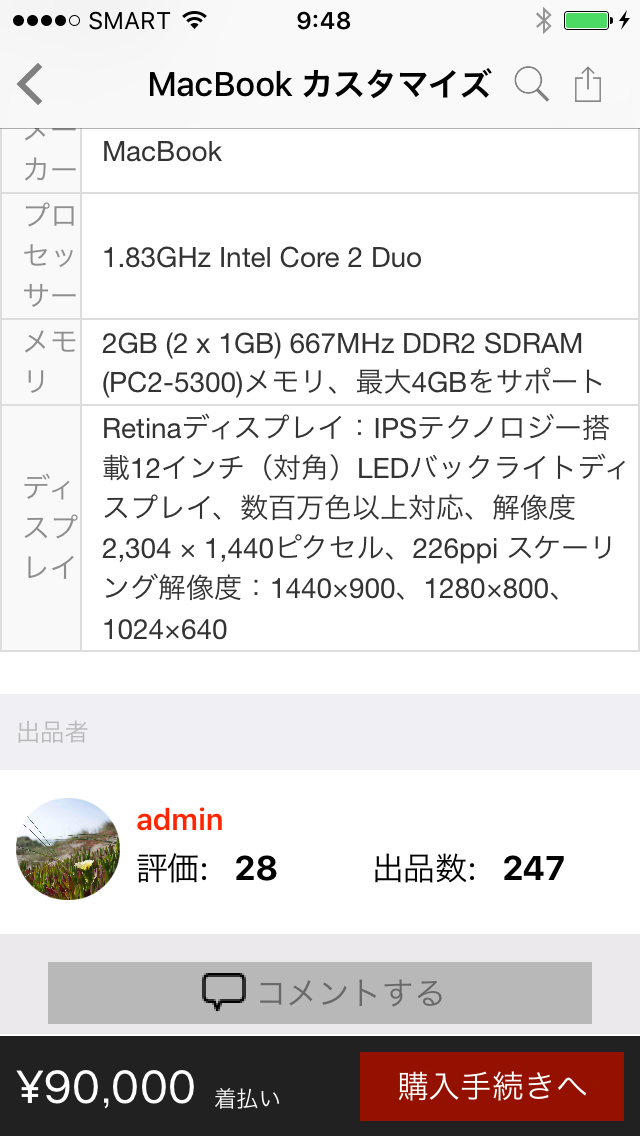 SMART 9:48
MacBook カスタマイズ
メー
カー
MacBook
プロ
セッ
サー
1.83GHz Intel Core 2 Duo
メモ
リ
2GB (2 x 1GB) 667MHz DDR2 SDRAM
(PC2-5300)メモリ、最大4GBをサポート
ディ
スプ
レイ
Retinaディスプレイ：IPSテクノロジー搭
載12インチ（対角）LEDバックライトディ
スプレイ、数百万色以上対応、解像度
2,304 × 1,440ピクセル、226ppi スケーリ
ング解像度：1440×900、1280×800、
1024×640
出品者
admin
評価: 28 出品数: 247
コメントする
¥90,000 着払い 購入手続きへ